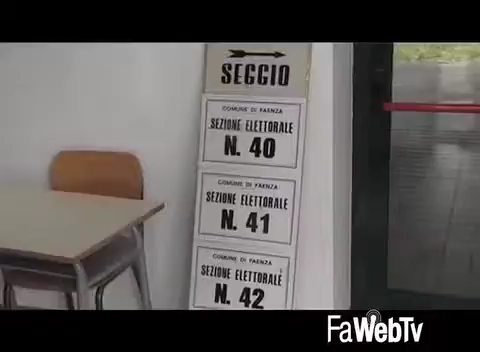 SEGGIO
COMUNE DI FAENZA
SEZIONE ELETTORALE
N. 40
COMUNE DI FAENZA
SEZIONE ELETTORALE
N. 41
COMUNE DI FAENZA
SEZIONE ELETTORALE
N. 42
FaWebTv